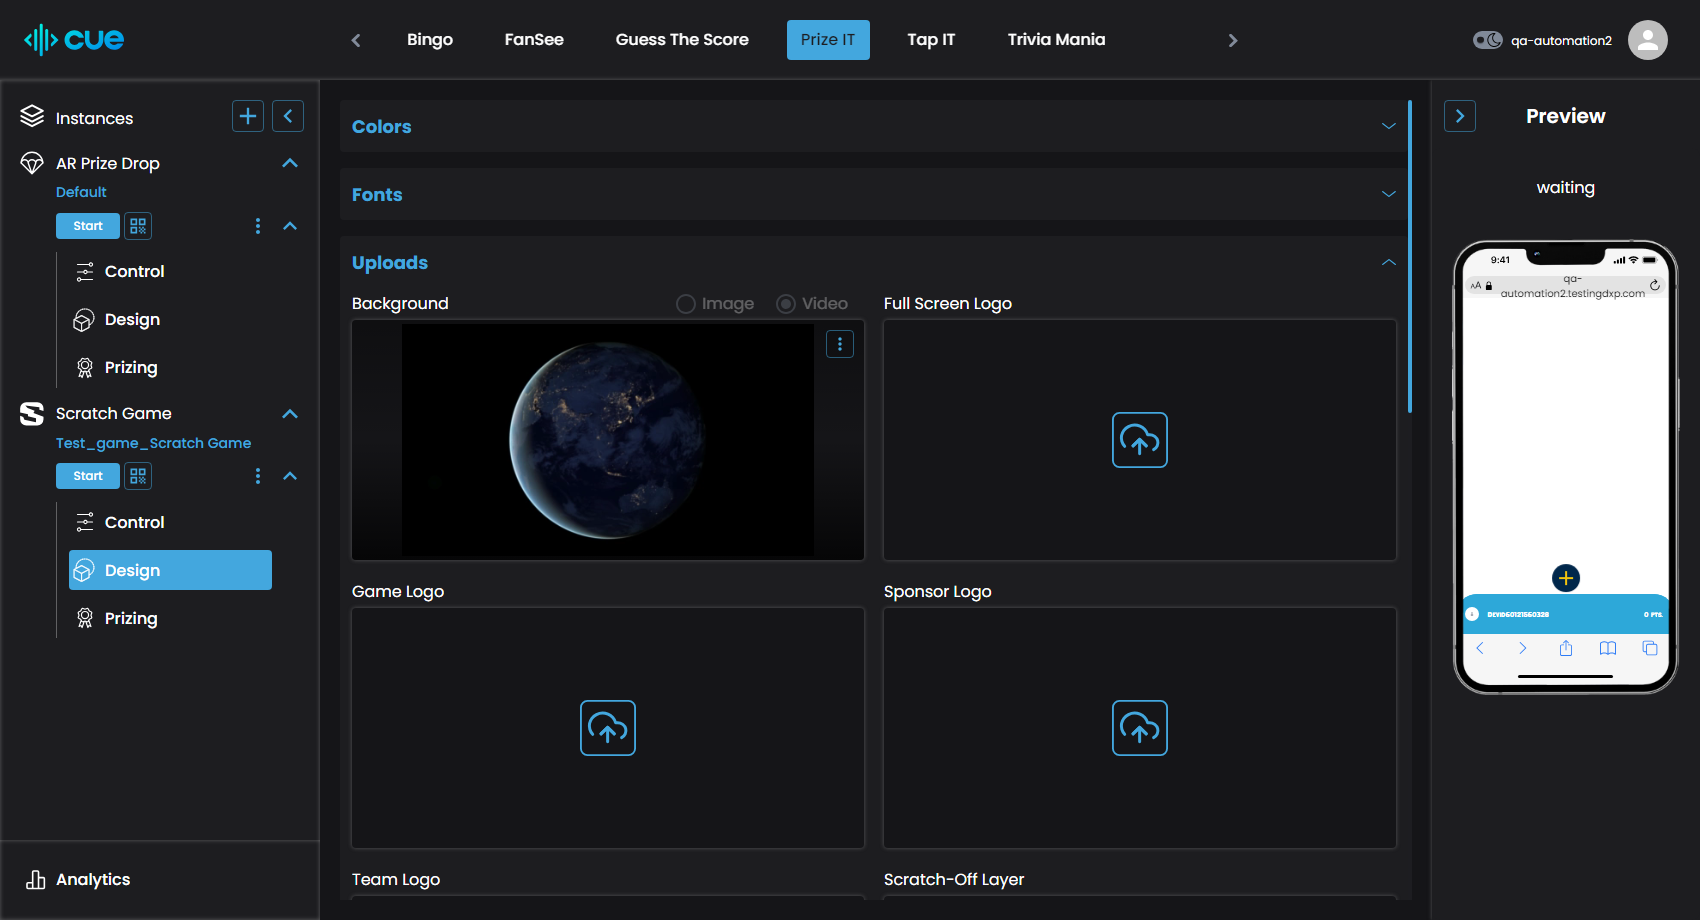 cue
Bingo
FanSee
Guess The Score
Prize IT
Tap IT
Trivia Mania
qa-automation2
Instances
AR Prize Drop
Default
Start
Control
Design
Prizing
Scratch Game
Test_game_Scratch Game
Start
Control
Design
Prizing
Analytics
Colors
Fonts
Uploads
Background
Image
Video
Full Screen Logo
Game Logo
Sponsor Logo
Team Logo
Scratch-Off Layer
Preview
waiting
9:41
AA
qa-
automation2.testingdxp.com
0 PTS.